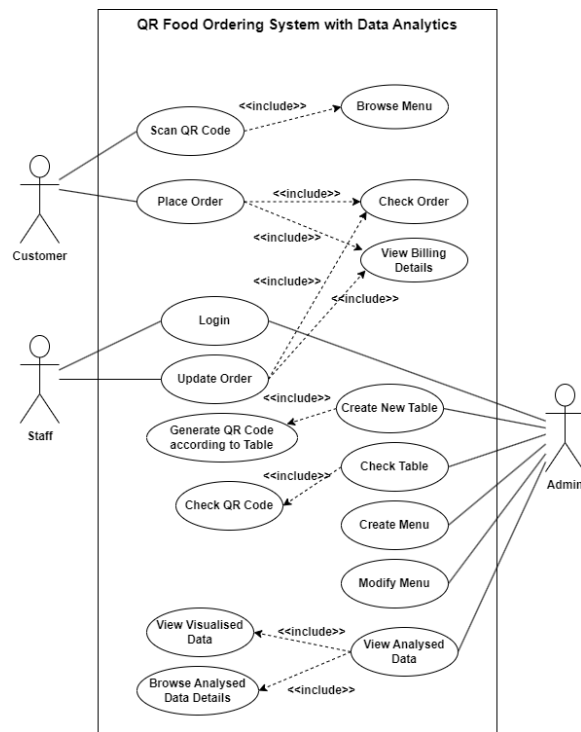 QR Food Ordering System with Data Analytics
<<include>>
Browse Menu
Scan QR Code
<<include>>
Place Order
Check Order
<<include>>
Customer
View Billing
Details
<<include>>
<<include>>
Login
Update Order
Staff
<<include>>
Create New Table
Generate QR Code
according to Table
<<include>>
Check Table
Admin
Check QR Code
Create Menu
Modify Menu
View Visualised
Data
<<include>>
View Analysed
Data
Browse Analysed
Data Details
<<include>>